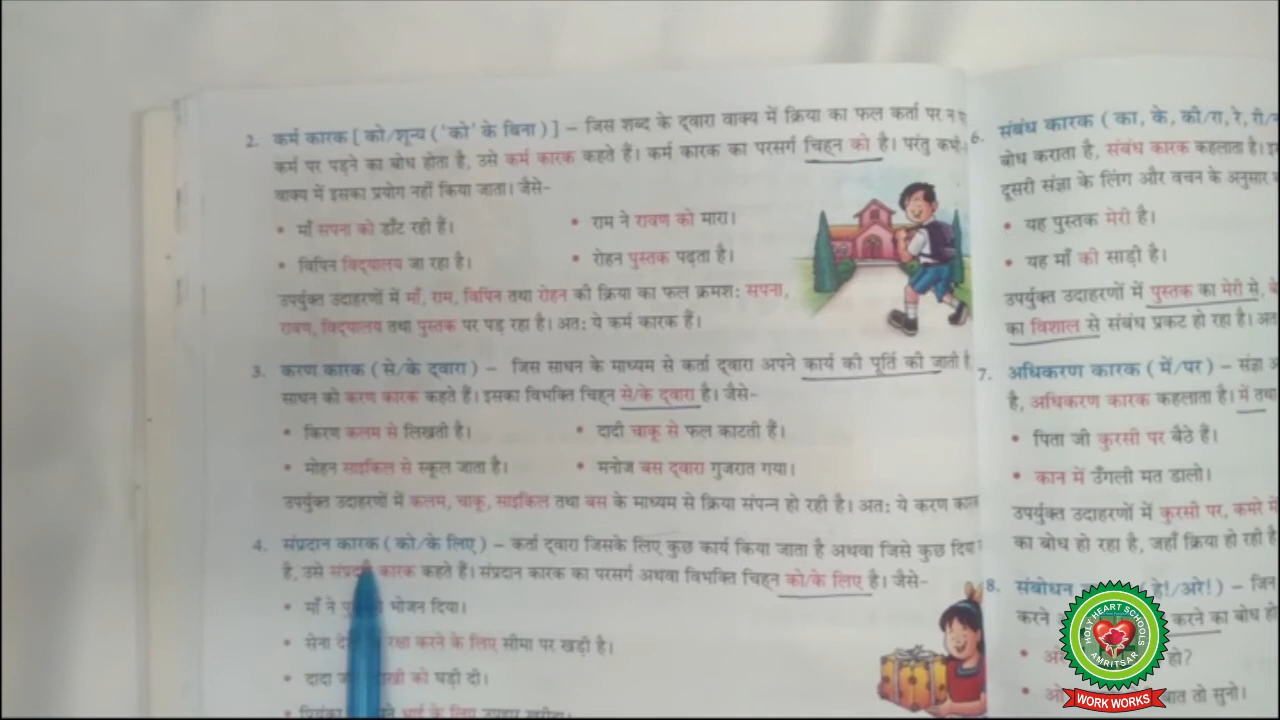 2. कर्म कारक [ को/शून्य ('को' के बिना) ] – जिस शब्द के द्वारा वाक्य में क्रिया का फल कर्ता पर न
कर्म पर पड़ने का बोध होता है, उसे कर्म कारक कहते हैं। कर्म कारक का परसर्ग चिह्न को है। परंतु कभी
वाक्य में इसका प्रयोग नहीं किया जाता। जैसे–
• माँ सपना को डाँट रही हैं।
• राम ने रावण को मारा।
• विपिन विद्यालय जा रहा है।
• रोहन पुस्तक पढ़ता है।
उपर्युक्त उदाहरणों में माँ, राम, विपिन तथा रोहन की क्रिया का फल क्रमश: सपना,
रावण, विद्यालय तथा पुस्तक पर पड़ रहा है। अत: ये कर्म कारक हैं।
3. करण कारक ( से/के द्वारा ) – जिस साधन के माध्यम से कर्ता द्वारा अपने कार्य की पूर्ति की जाती
साधन को करण कारक कहते हैं। इसका विभक्ति चिह्न से/के द्वारा है। जैसे–
• किरण कलम से लिखती है।
• दादी चाकू से फल काटती हैं।
• मोहन साइकिल से स्कूल जाता है।
• मनोज बस द्वारा गुजरात गया।
उपर्युक्त उदाहरणों में कलम, चाकू, साइकिल तथा बस के माध्यम से क्रिया संपन्न हो रही है। अत: ये करण
4. संप्रदान कारक ( को/के लिए ) – कर्ता द्वारा जिसके लिए कुछ कार्य किया जाता है अथवा जिसे कुछ
है, उसे कारक कहते हैं। संप्रदान कारक का परसर्ग अथवा विभक्ति चिह्न को/के लिए है। जैसे–
• माँ ने भोजन दिया।
• सेना रक्षा करने के लिए सीमा पर खड़ी है।
• दादा को घड़ी दी।
• भाई के लिए उपहार
6. संबंध कारक ( का, के, की/रा, रे, री/
बोध कराता है, संबंध कारक कहलाता है।
दूसरी संज्ञा के लिंग और वचन के अनुसार
• यह पुस्तक मेरी है।
• यह माँ की साड़ी है।
उपर्युक्त उदाहरणों में पुस्तक का मेरी से,
का विशाल से संबंध प्रकट हो रहा है।
7. अधिकरण कारक ( में/पर ) – संज्ञा
है, अधिकरण कारक कहलाता है। में तथा
• पिता जी कुरसी पर बैठे हैं।
• कान में उँगली मत डालो।
उपर्युक्त उदाहरणों में कुरसी पर, कमरे में
का बोध हो रहा है, जहाँ क्रिया हो रही
8. संबोधन हे!/अरे! ) –
करने करने का बोध
• हो?
• बात तो सुनो।
HOLY HEART SCHOOLS
AMRITSAR
WORK WORKS